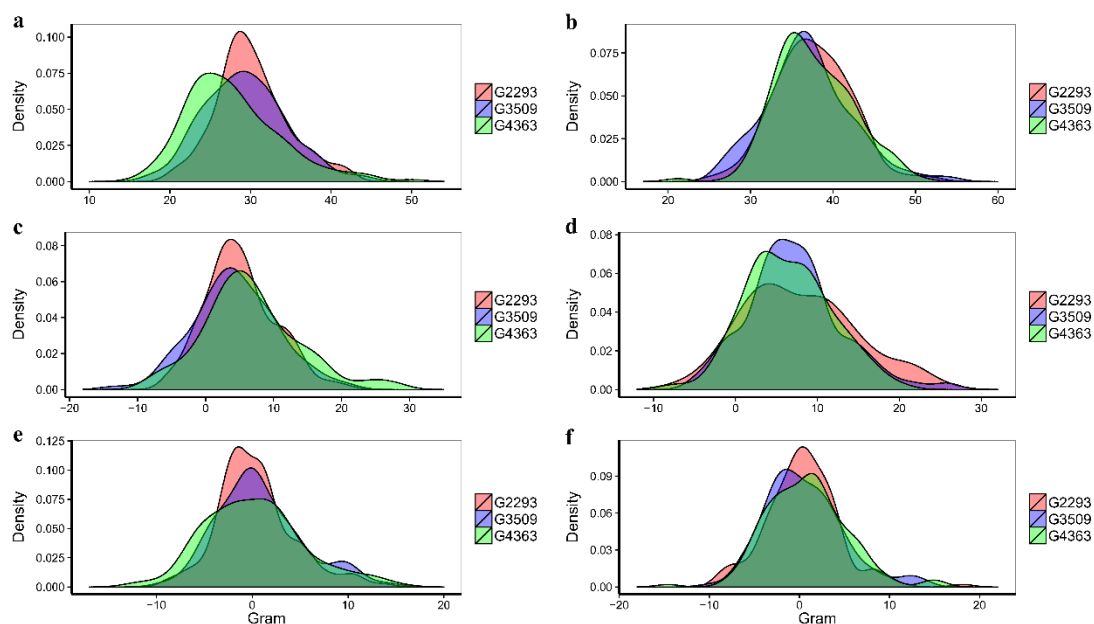 a
Density
0.100
0.075
0.050
0.025
0.000
10 20 30 40 50
G2293
G3509
G4363
b
Density
0.075
0.050
0.025
0.000
20 30 40 50 60
G2293
G3509
G4363
c
Density
0.08
0.06
0.04
0.02
0.00
−20 −10 0 10 20 30
G2293
G3509
G4363
d
Density
0.08
0.06
0.04
0.02
0.00
−10 0 10 20 30
G2293
G3509
G4363
e
Density
0.125
0.100
0.075
0.050
0.025
0.000
−10 0 10 20
Gram
G2293
G3509
G4363
f
Density
0.09
0.06
0.03
0.00
−20 −10 0 10 20
Gram
G2293
G3509
G4363